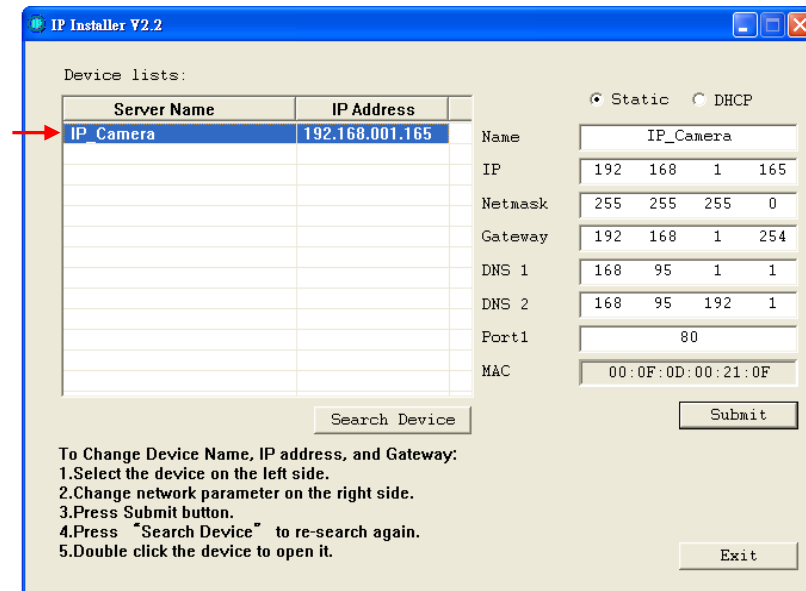 IP Installer V2.2
Device lists:
Server Name IP Address
IP_Camera 192.168.001.165
Static DHCP
Name IP_Camera
IP 192 168 1 165
Netmask 255 255 255 0
Gateway 192 168 1 254
DNS 1 168 95 1 1
DNS 2 168 95 192 1
Port1 80
MAC 00:0F:0D:00:21:0F
Search Device
Submit
To Change Device Name, IP address, and Gateway:
1.Select the device on the left side.
2.Change network parameter on the right side.
3.Press Submit button.
4.Press “Search Device” to re-search again.
5.Double click the device to open it.
Exit